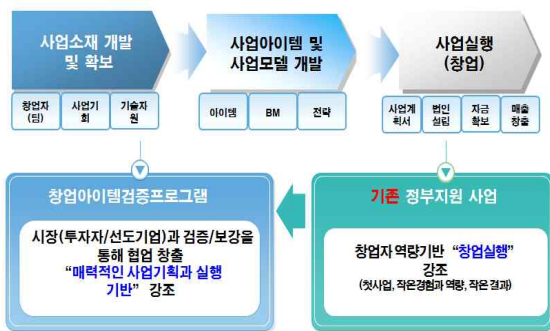 사업소재 개발
및 확보
사업아이템 및
사업모델 개발
사업실행
(창업)
창업자
(팀)
사업기
회
기술자
원
아이템
BM
전략
사업계
획서
법인
설립
자금
확보
매출
창출
창업아이템검증프로그램
시장(투자자/선도기업)과 검증/보강을
통해 협업 창출
“매력적인 사업기획과 실행
기반” 강조
기존 정부지원 사업
창업자 역량기반 “창업실행”
강조
(첫사업, 작은경험과 역량, 작은 결과)